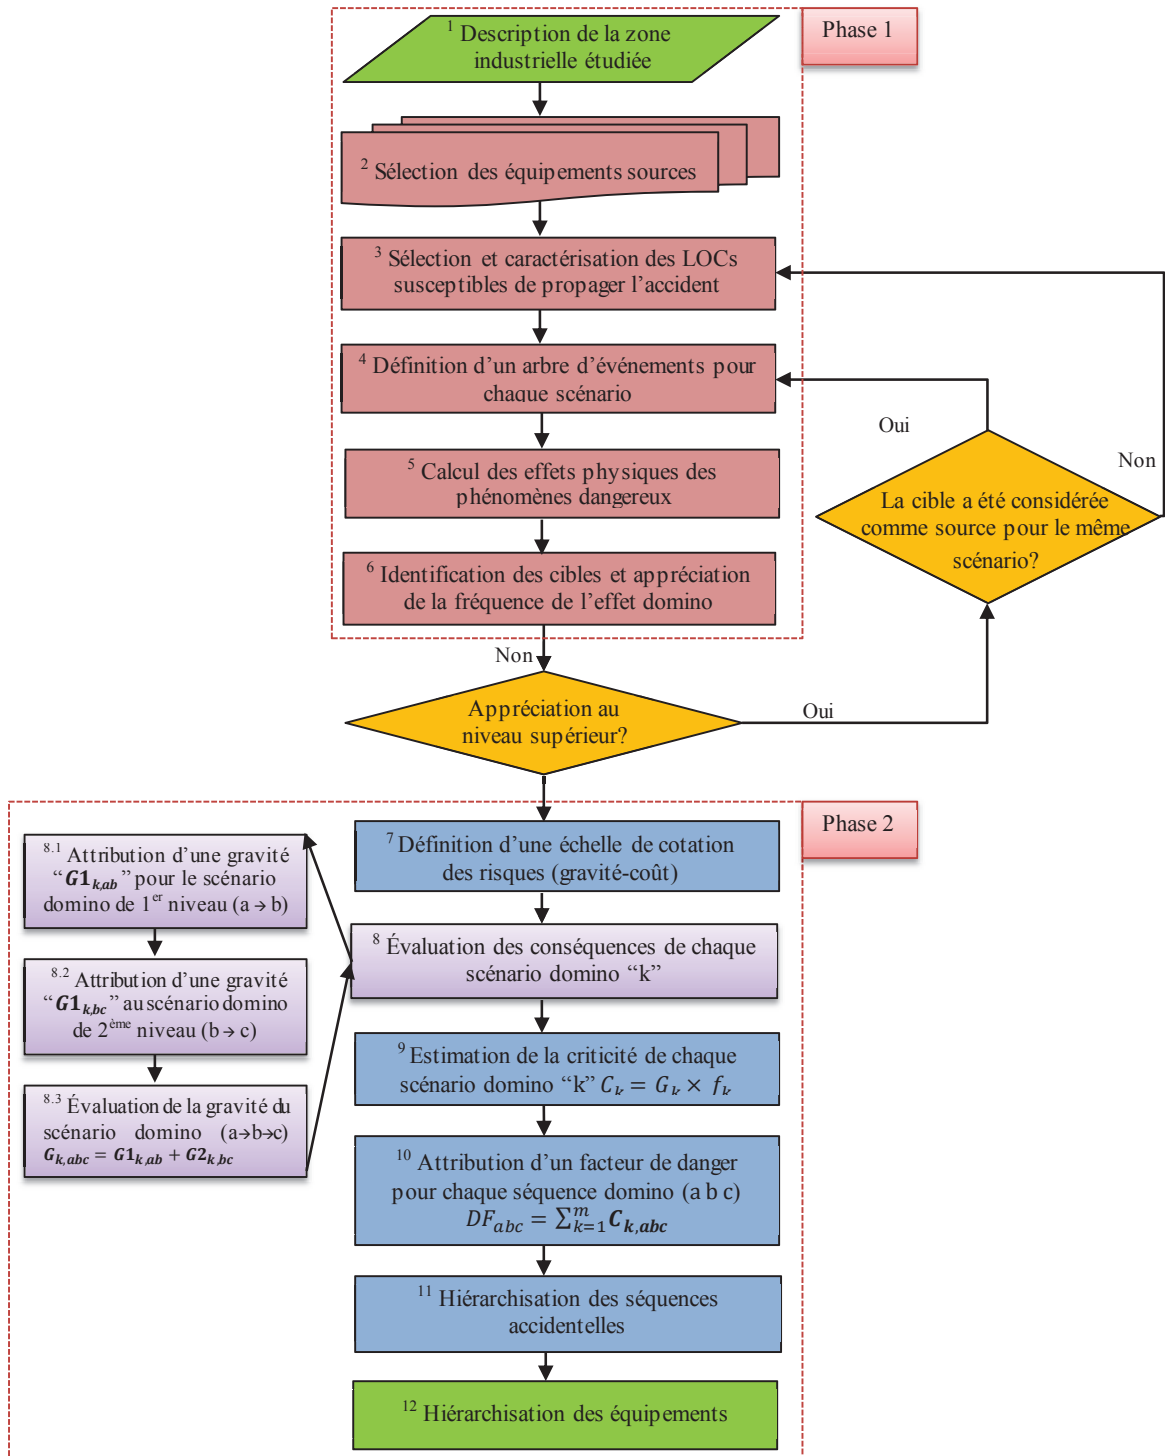 Phase 1
1 Description de la zone
industrielle étudiée
2 Sélection des équipements sources
3 Sélection et caractérisation des LOCs
susceptibles de propager l’accident
4 Définition d’un arbre d’événements pour
chaque scénario
5 Calcul des effets physiques des
phénomènes dangereux
6 Identification des cibles et appréciation
de la fréquence de l’effet domino
Oui
Non
La cible a été considérée
comme source pour le même
scénario?
Non
Appréciation au
niveau supérieur?
Oui
Phase 2
7 Définition d’une échelle de cotation
des risques (gravité-coût)
8 Évaluation des conséquences de chaque
scénario domino “k”
8.1 Attribution d’une gravité
“G1k,ab” pour le scénario
domino de 1er niveau (a → b)
8.2 Attribution d’une gravité
“G1k,bc” au scénario domino
de 2ème niveau (b → c)
8.3 Évaluation de la gravité du
scénario domino (a→b→c)
Gk,abc = G1k,ab + G2k,bc
9 Estimation de la criticité de chaque
scénario domino “k” Ck = Gk × fk
10 Attribution d’un facteur de danger
pour chaque séquence domino (a b c)
DFabc = ∑k=1m Ck,abc
11 Hiérarchisation des séquences
accidentelles
12 Hiérarchisation des équipements